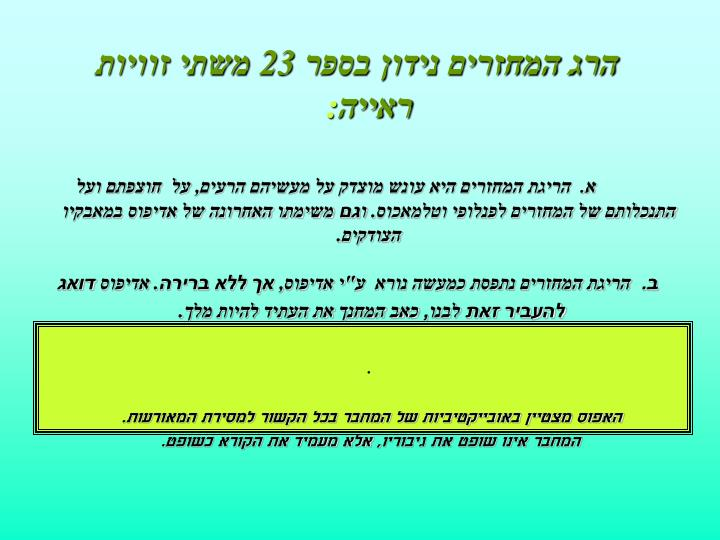 הרג המחזרים נידון בספר 23 משתי זוויות
ראייה:
א. הריגת המחזרים היא עונש מוצדק על מעשיהם הרעים, על חוצפתם ועל
התנכלותם של המחזרים לפנלופי וטלמאכוס. וגם משימתו האחרונה של אדיפוס במאבקיו
הצודקים.
ב. הריגת המחזרים נתפסת כמעשה נורא ע"י אדיפוס, אך ללא ברירה. אדיפוס דואג
להעביר זאת לבנו, כאב המחנך את העתיד להיות מלך.
.
האפוס מצטיין באובייקטיביות של המחבר בכל הקשור למסירת המאורעות.
המחבר אינו שופט את גיבוריו, אלא מעמיד את הקורא כשופט.